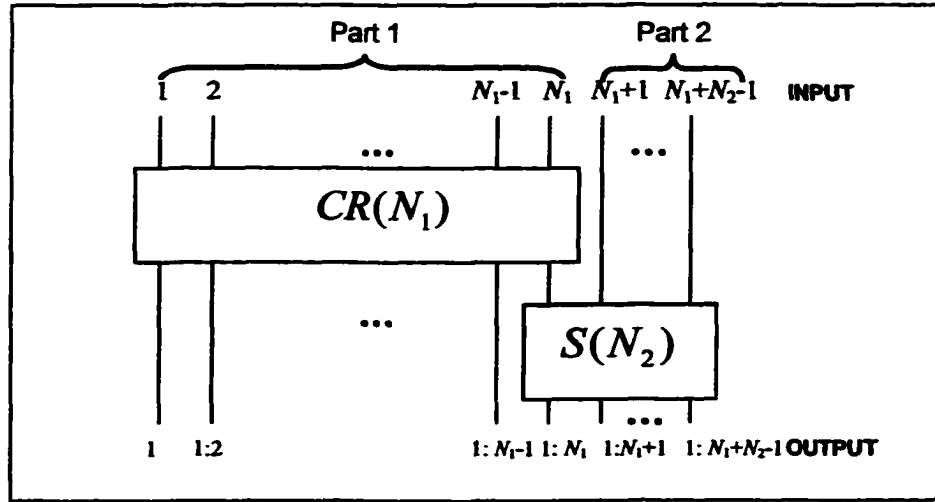 Part 1 Part 2
1 2 N₁-1 N₁ N₁+1 N₁+N₂-1 INPUT
... ...
CR(N₁)
...
S(N₂)
...
1 1:2 1: N₁-1 1: N₁ 1:N₁+1 1: N₁+N₂-1 OUTPUT